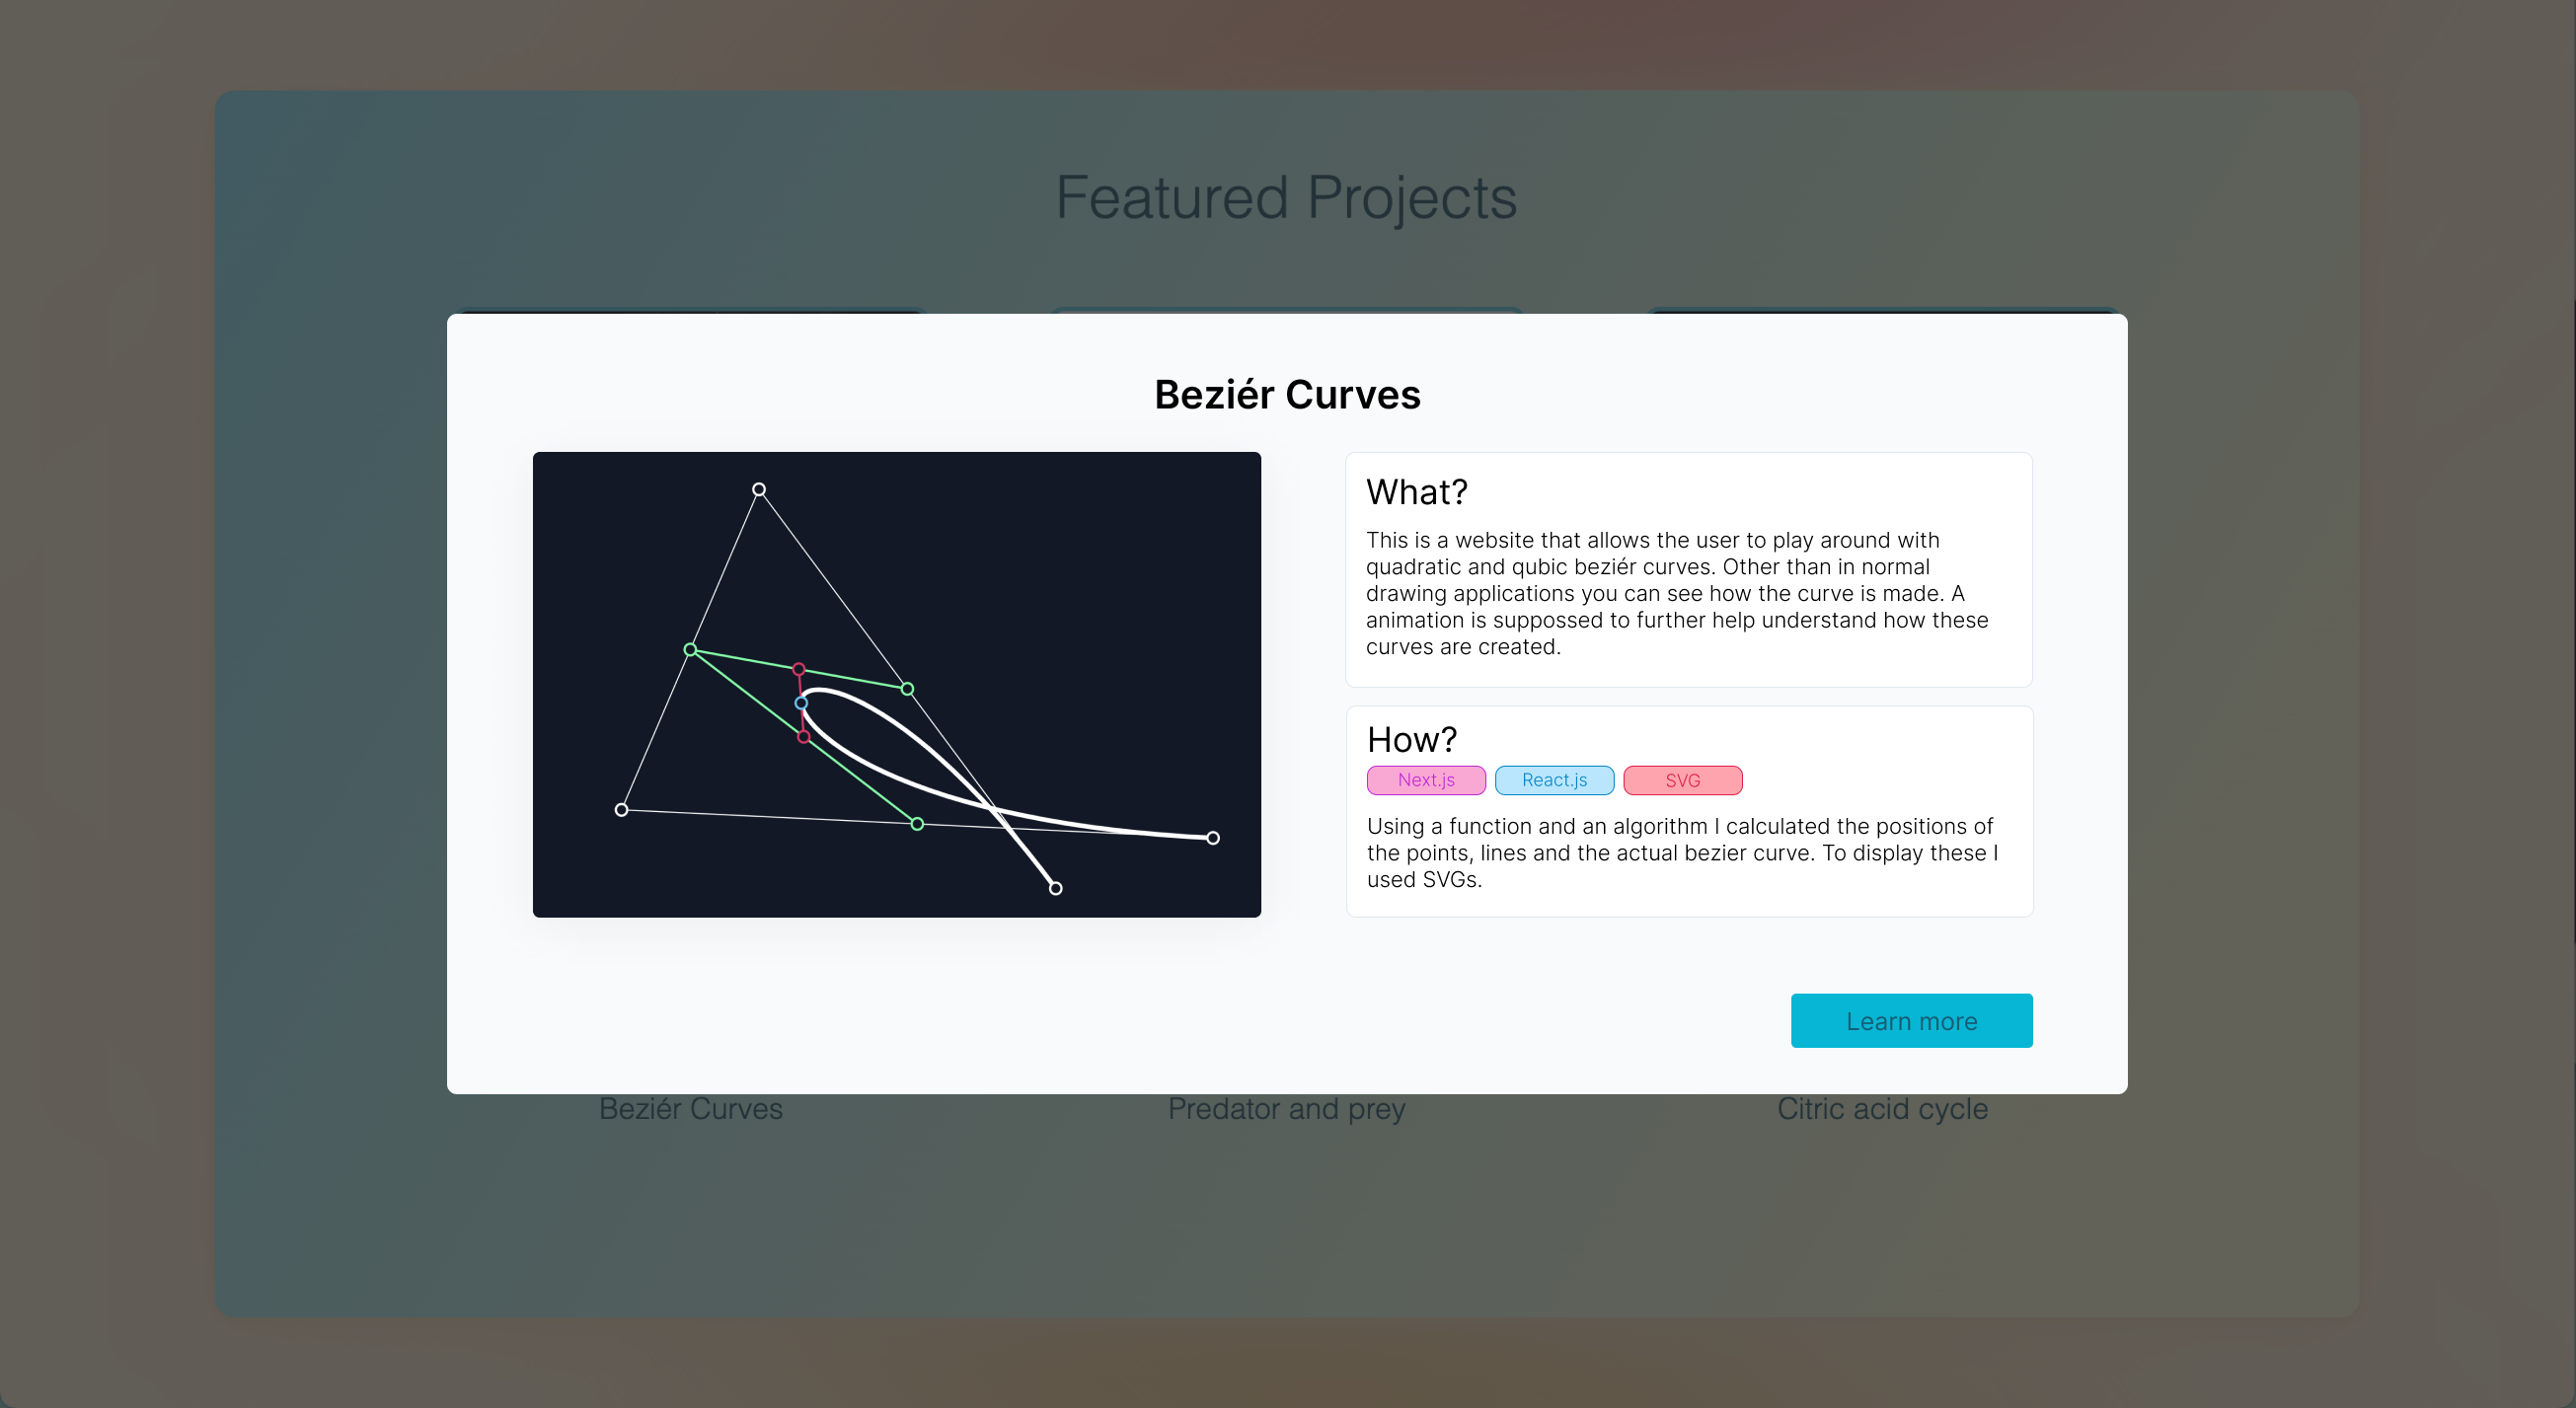 Featured Projects
Beziér Curves
What?
This is a website that allows the user to play around with
quadratic and qubic beziér curves. Other than in normal
drawing applications you can see how the curve is made. A
animation is suppossed to further help understand how these
curves are created.
How?
Next.js React.js SVG
Using a function and an algorithm I calculated the positions of
the points, lines and the actual bezier curve. To display these I
used SVGs.
Learn more
Beziér Curves Predator and prey Citric acid cycle